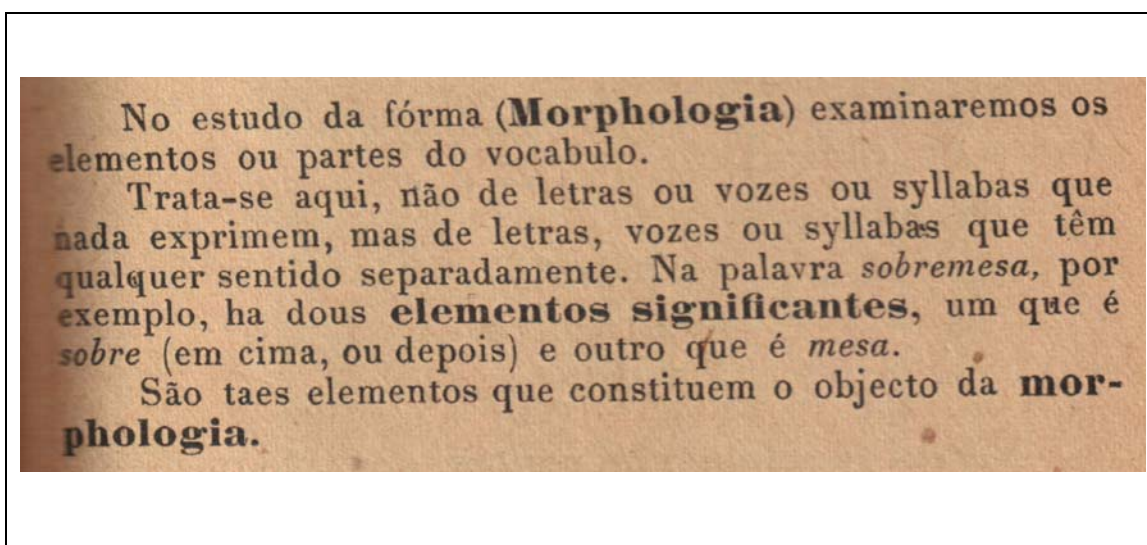 No estudo da fórma (Morphologia) examinaremos os
elementos ou partes do vocabulo.
Trata-se aqui, não de letras ou vozes ou syllabas que
nada exprimem, mas de letras, vozes ou syllabas que têm
qualquer sentido separadamente. Na palavra sobremesa, por
exemplo, ha dous elementos significantes, um que é
sobre (em cima, ou depois) e outro que é mesa.
São taes elementos que constituem o objecto da mor-
phologia.